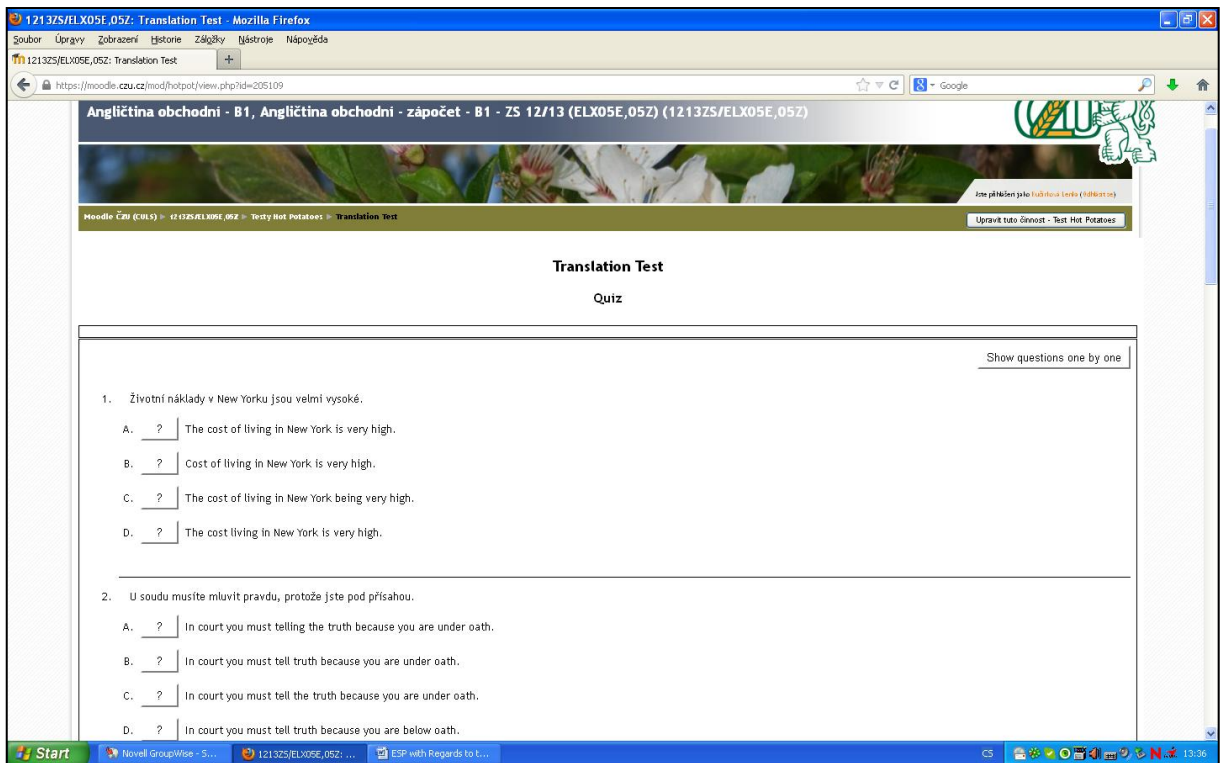 1213ZS/ELX05E,05Z: Translation Test - Mozilla Firefox
Soubor Úpravy Zobrazení Historie Záložky Nástroje Nápověda
1213ZS/ELX05E,05Z: Translation Test +
https://moodle.czu.cz/mod/hotpot/view.php?id=205109 Google
Angličtina obchodní - B1, Angličtina obchodní - zápočet - B1 - ZS 12/13 (ELX05E,05Z) (1213ZS/ELX05E,05Z)
Jste přihlášeni jako (Odhlásit se)
Moodle ČZU (CULS) ► 1213ZS/ELX05E,05Z ► Testy Hot Potatoes ► Translation Test
Upravit tuto činnost - Test Hot Potatoes
Translation Test
Quiz
Show questions one by one
1. Životní náklady v New Yorku jsou velmi vysoké.
A. ? The cost of living in New York is very high.
B. ? Cost of living in New York is very high.
C. ? The cost of living in New York being very high.
D. ? The cost living in New York is very high.
2. U soudu musíte mluvit pravdu, protože jste pod přísahou.
A. ? In court you must telling the truth because you are under oath.
B. ? In court you must tell truth because you are under oath.
C. ? In court you must tell the truth because you are under oath.
D. ? In court you must tell truth because you are below oath.
Start Novell GroupWise - S... 1213ZS/ELX05E,05Z: ... ESP with Regards to t... CS 13:36